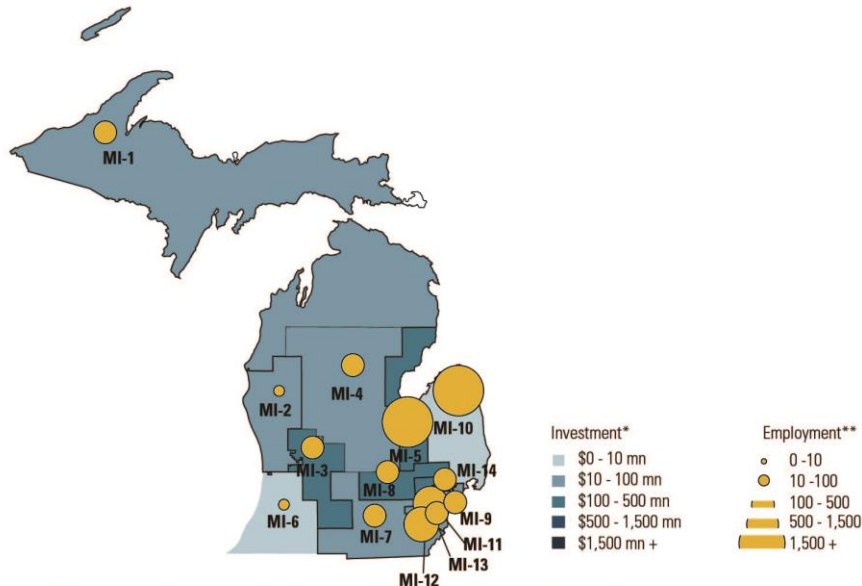 MI-1
MI-4
MI-2
MI-10
MI-5
MI-3
MI-14
MI-8
MI-6
MI-7
MI-9
MI-11
MI-13
MI-12
Investment*
$0 - 10 mn
$10 - 100 mn
$100 - 500 mn
$500 - 1,500 mn
$1,500 mn +
Employment**
0 -10
10 -100
100 - 500
500 - 1,500
1,500 +